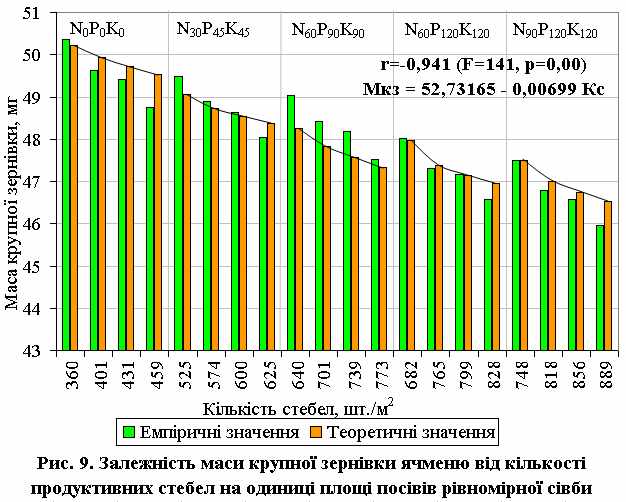 N₀P₀K₀ N₃₀P₄₅K₄₅ N₆₀P₉₀K₉₀ N₆₀P₁₂₀K₁₂₀ N₉₀P₁₂₀K₁₂₀
r=-0,941 (F=141, p=0,00)
Мкз = 52,73165 - 0,00699 Кс
Маса крупної зернівки, мг
51
50
49
48
47
46
45
44
43
360 401 431 459 525 574 600 625 640 701 739 773 682 765 799 828 748 818 856 889
Кількість стебел, шт./м²
Емпіричні значення Теоретичні значення
Рис. 9. Залежність маси крупної зернівки ячменю від кількості
продуктивних стебел на одиниці площі посівів рівномірної сівби